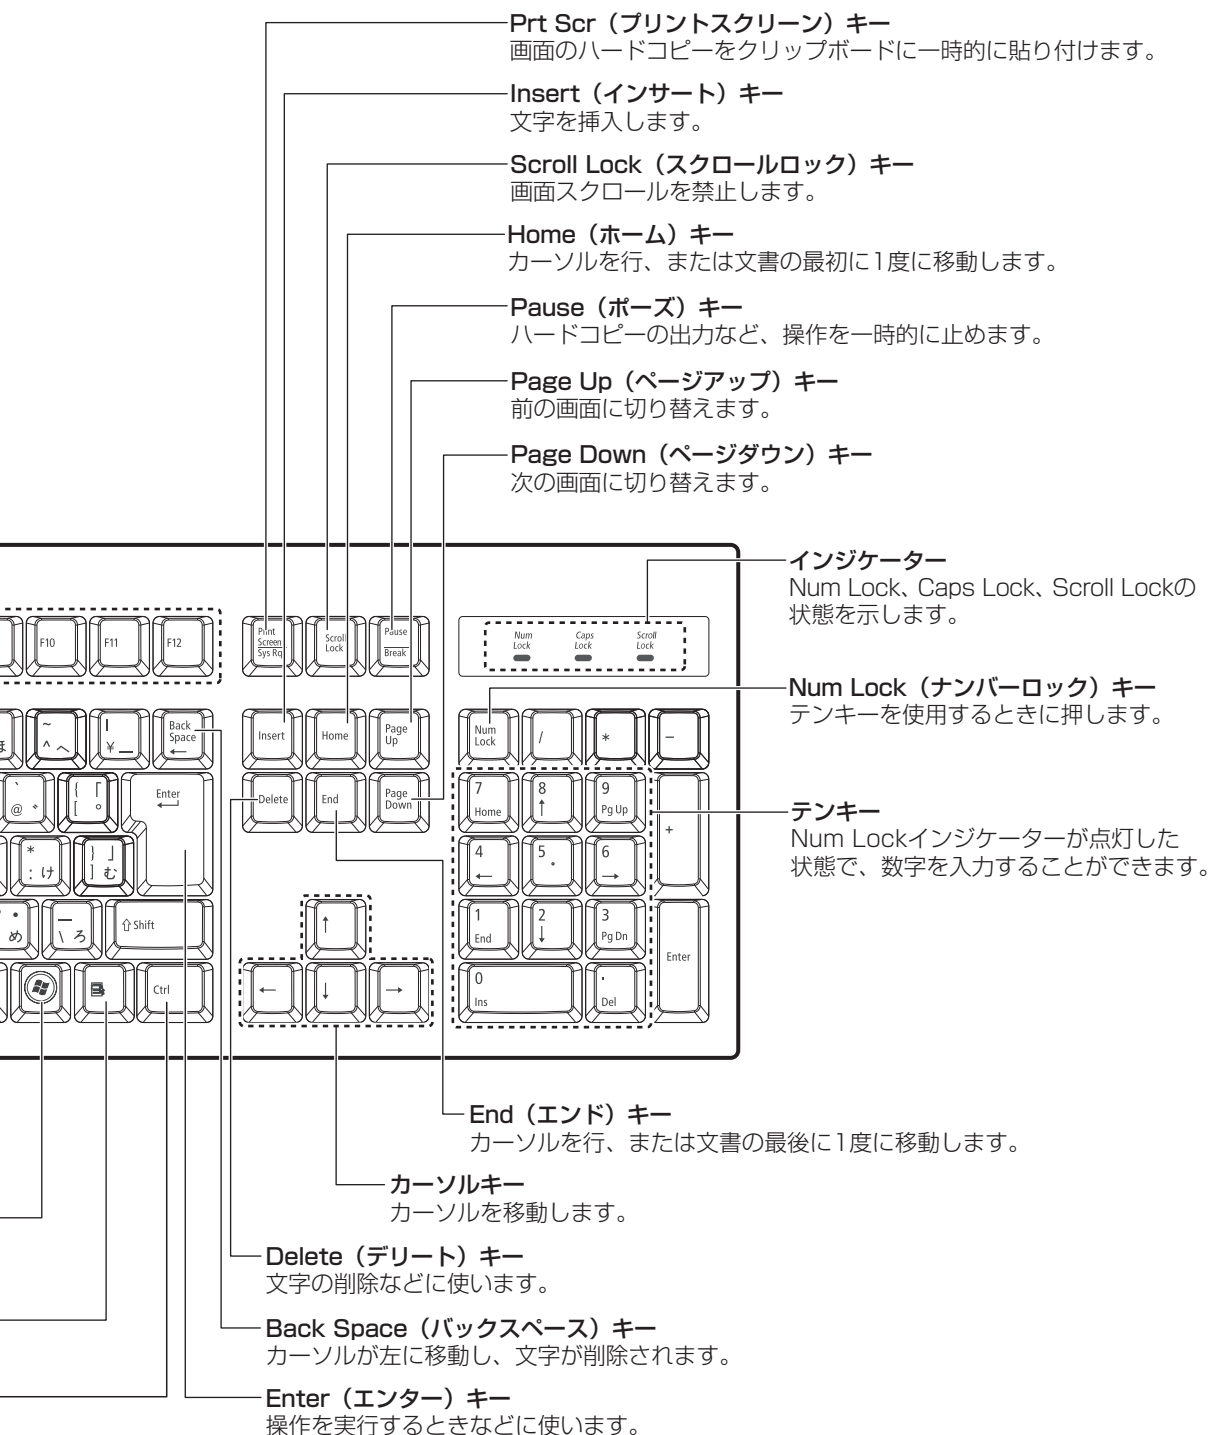 Prt Scr（プリントスクリーン）キー
画面のハードコピーをクリップボードに一時的に貼り付けます。
Insert（インサート）キー
文字を挿入します。
Scroll Lock（スクロールロック）キー
画面スクロールを禁止します。
Home（ホーム）キー
カーソルを行、または文書の最初に1度に移動します。
Pause（ポーズ）キー
ハードコピーの出力など、操作を一時的に止めます。
Page Up（ページアップ）キー
前の画面に切り替えます。
Page Down（ページダウン）キー
次の画面に切り替えます。
インジケーター
Num Lock、Caps Lock、Scroll Lockの
状態を示します。
Num Lock（ナンバーロック）キー
テンキーを使用するときに押します。
テンキー
Num Lockインジケーターが点灯した
状態で、数字を入力することができます。
F10 F11 F12
Print
Screen
Sys Rq
Scroll
Lock
Pause
Break
Num
Lock
Caps
Lock
Scroll
Lock
ほ
~
^ へ
|
¥ ー
Back
Space
←
Insert
Home
Page
Up
Num
Lock
/
*
-
`
@ ゛
{ 「
[ ゜
Enter
Delete
End
Page
Down
7
Home
8
↑
9
Pg Up
+
*
: け
} 」
] む
4
←
5
6
→
・
め
_
\ ろ
⇧ Shift
↑
1
End
2
↓
3
Pg Dn
Enter
Ctrl
← ↓ →
0
Ins
.
Del
End（エンド）キー
カーソルを行、または文書の最後に1度に移動します。
カーソルキー
カーソルを移動します。
Delete（デリート）キー
文字の削除などに使います。
Back Space（バックスペース）キー
カーソルが左に移動し、文字が削除されます。
Enter（エンター）キー
操作を実行するときなどに使います。